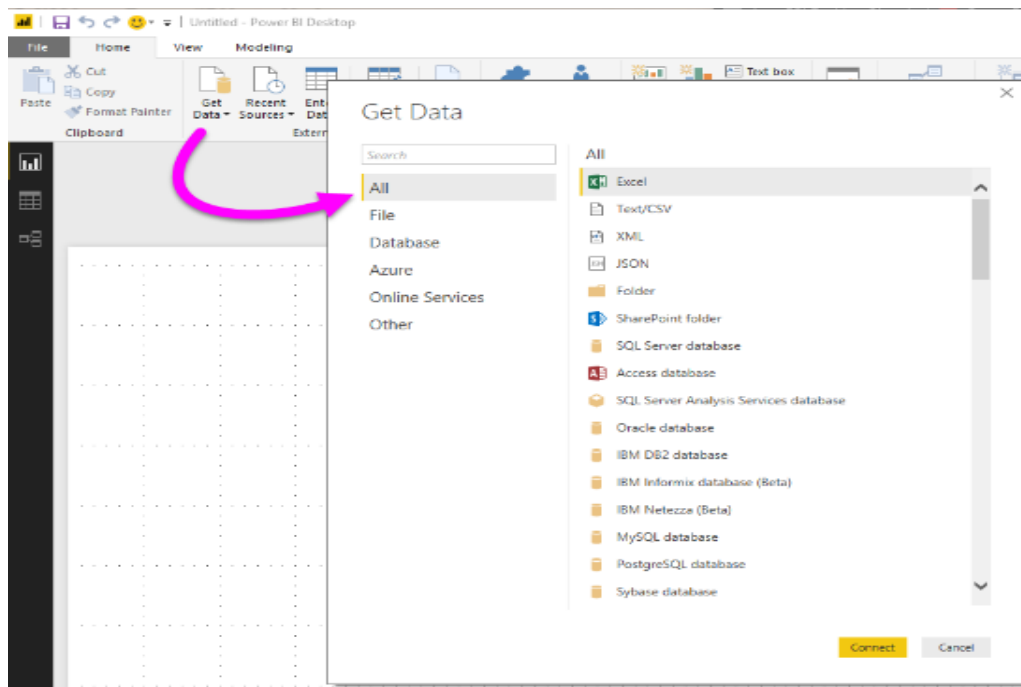 Untitled - Power BI Desktop
File Home View Modeling
Paste
Cut
Copy
Format Painter
Clipboard
Get Data
Recent Sources
Text box
Get Data
Search
All
File
Database
Azure
Online Services
Other
All
Excel
Text/CSV
XML
JSON
Folder
SharePoint folder
SQL Server database
Access database
SQL Server Analysis Services database
Oracle database
IBM DB2 database
IBM Informix database (Beta)
IBM Netezza (Beta)
MySQL database
PostgreSQL database
Sybase database
Connect Cancel